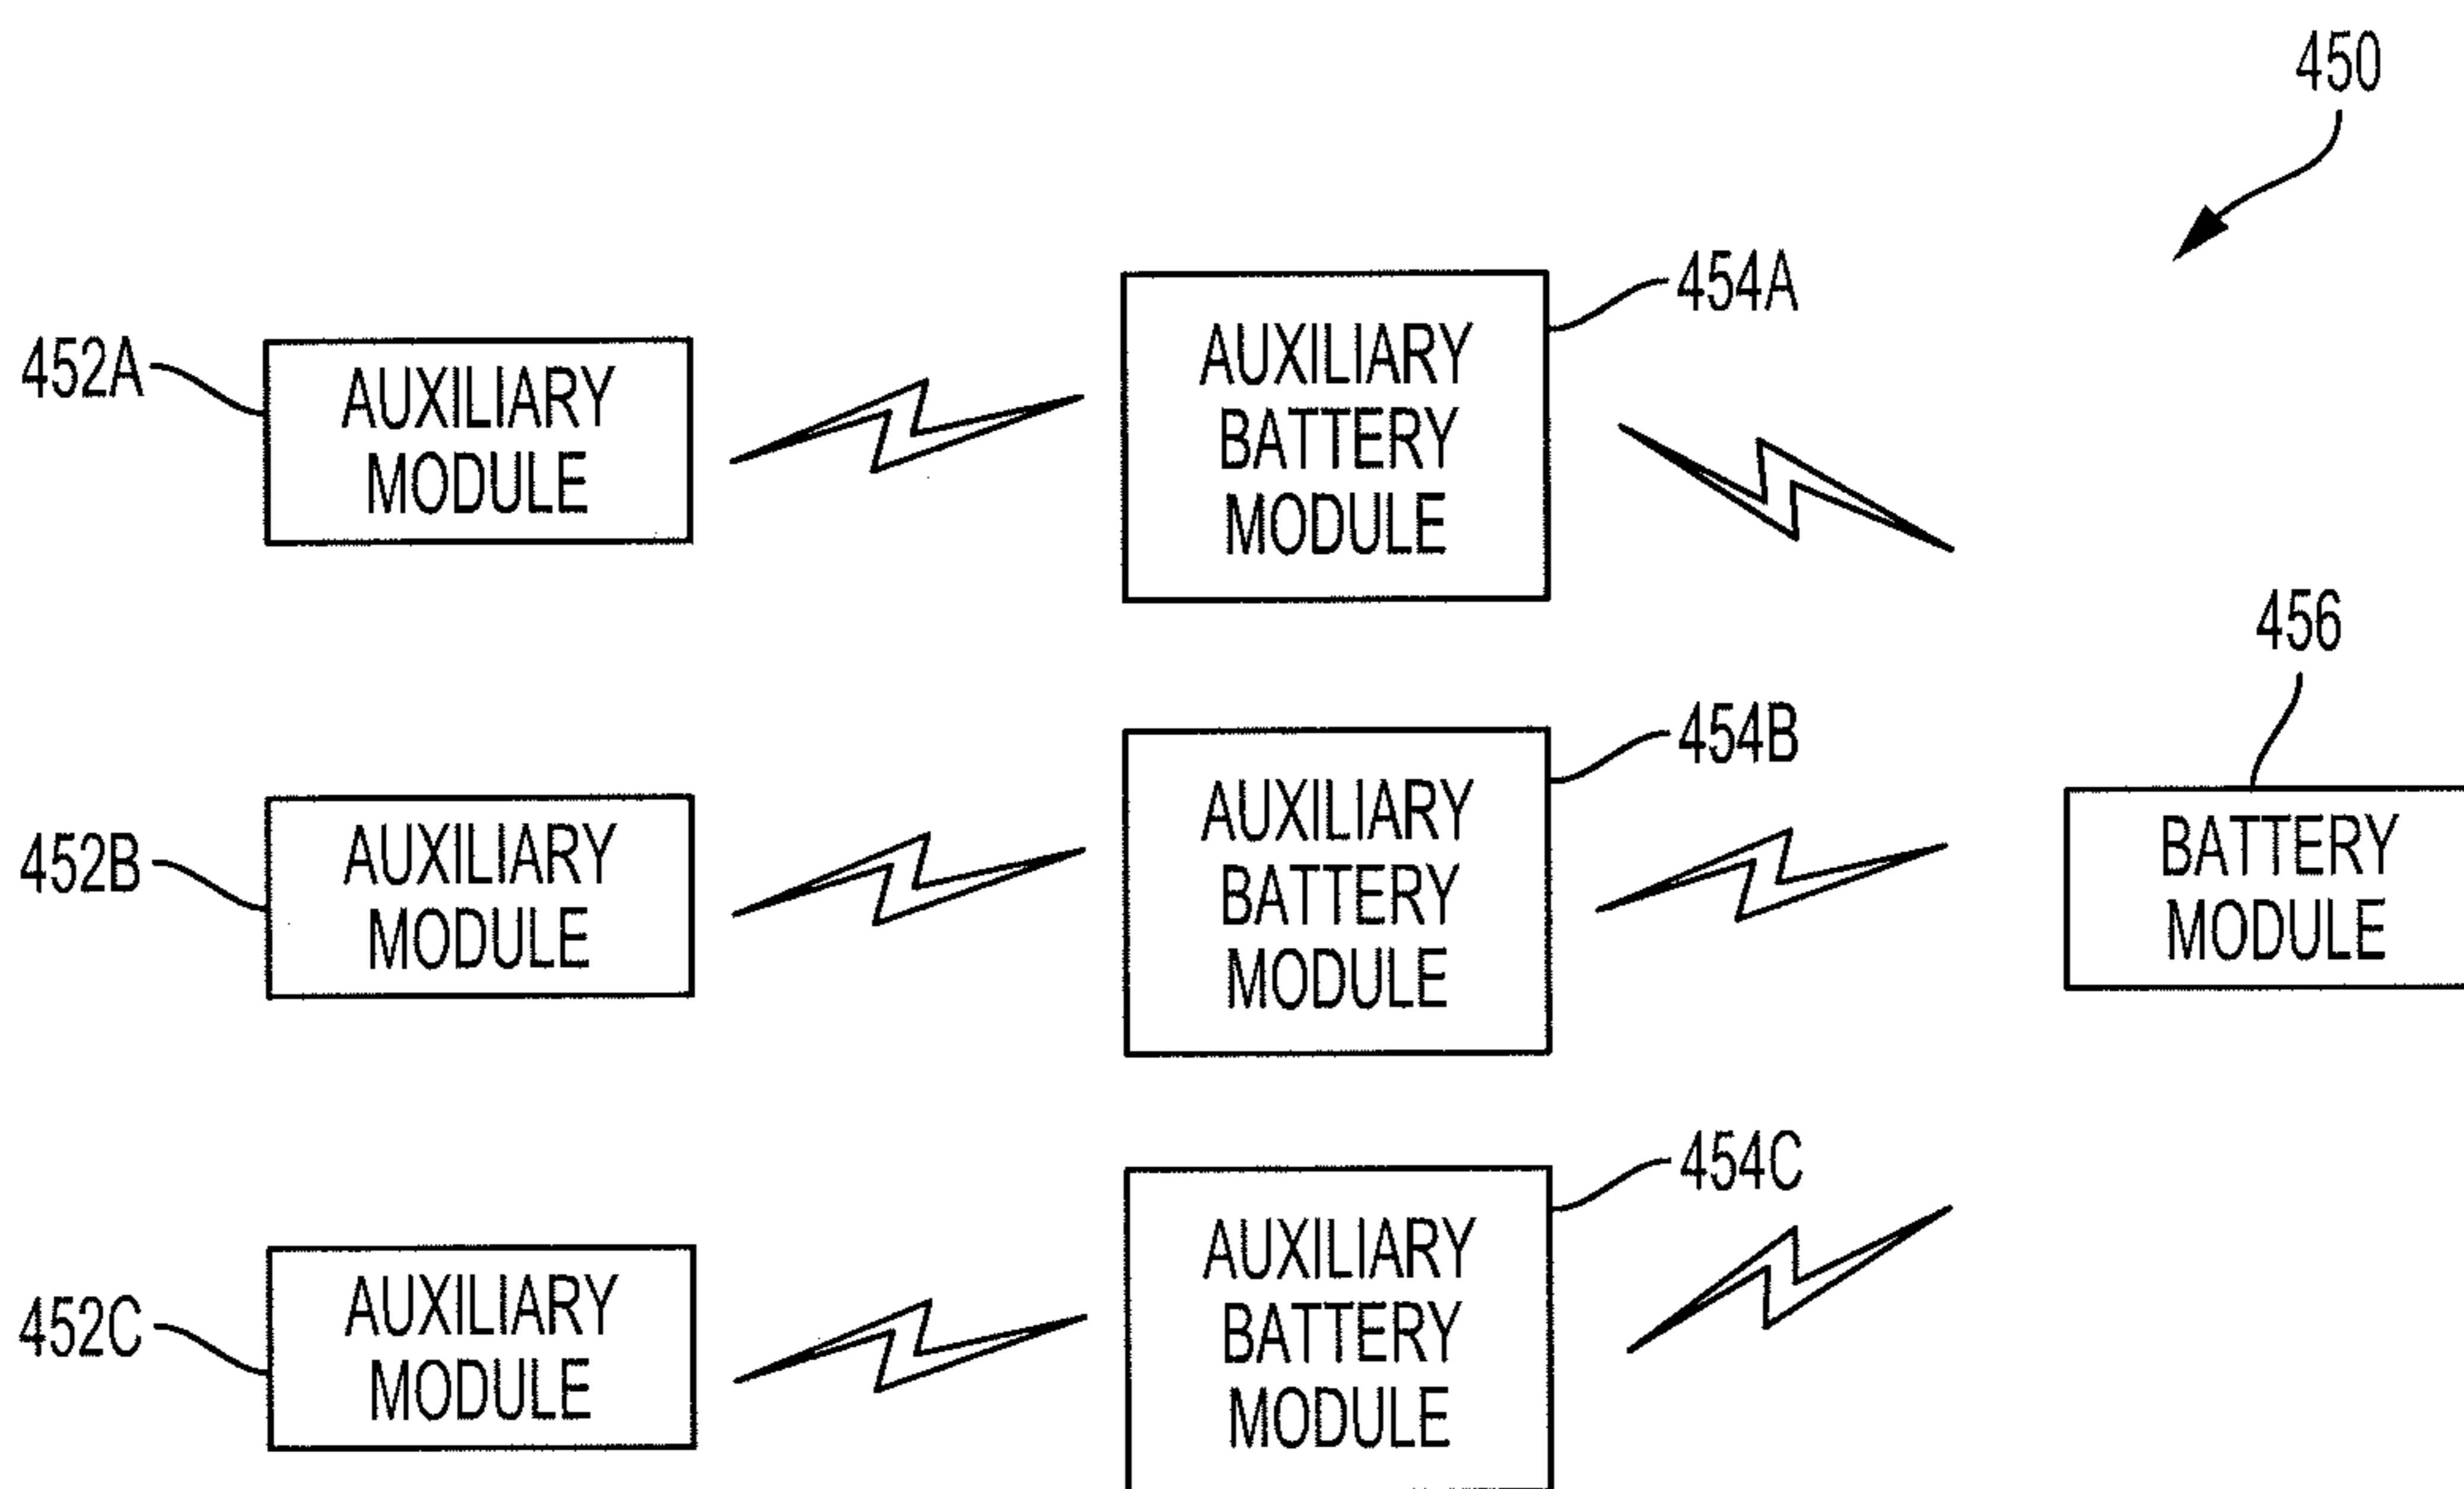 450
454A
452A
AUXILIARY
MODULE
AUXILIARY
BATTERY
MODULE
456
454B
452B
AUXILIARY
MODULE
AUXILIARY
BATTERY
MODULE
BATTERY
MODULE
454C
452C
AUXILIARY
MODULE
AUXILIARY
BATTERY
MODULE